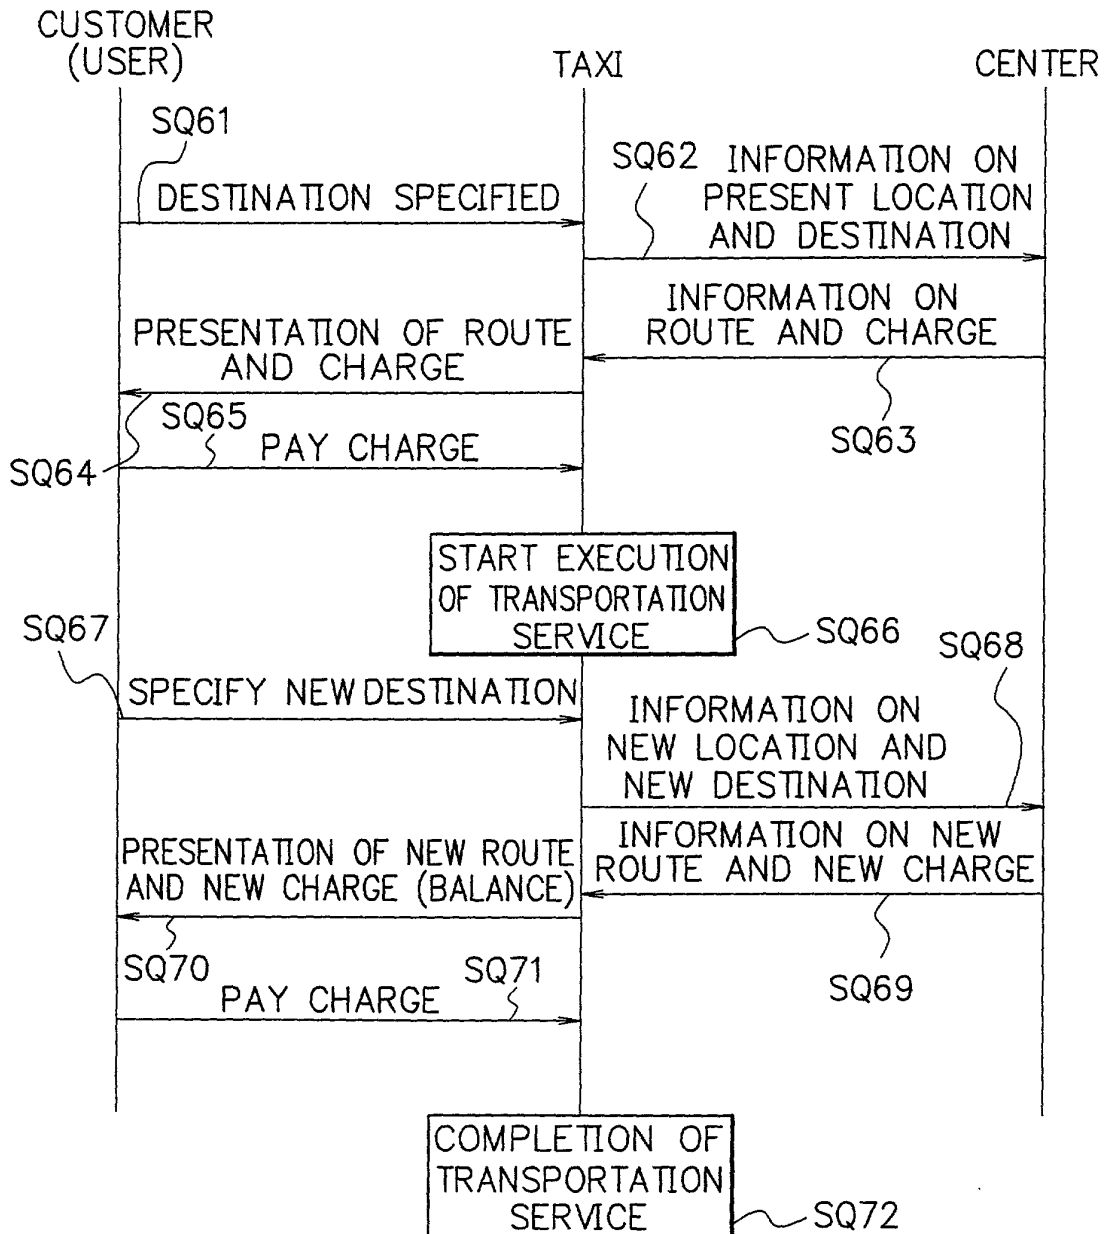 CUSTOMER
(USER)
TAXI
CENTER
SQ61
DESTINATION SPECIFIED
SQ62
INFORMATION ON
PRESENT LOCATION
AND DESTINATION
INFORMATION ON
ROUTE AND CHARGE
SQ63
PRESENTATION OF ROUTE
AND CHARGE
SQ64
SQ65
PAY CHARGE
START EXECUTION
OF TRANSPORTATION
SERVICE
SQ66
SQ67
SPECIFY NEW DESTINATION
SQ68
INFORMATION ON
NEW LOCATION AND
NEW DESTINATION
INFORMATION ON NEW
ROUTE AND NEW CHARGE
SQ69
PRESENTATION OF NEW ROUTE
AND NEW CHARGE (BALANCE)
SQ70
SQ71
PAY CHARGE
COMPLETION OF
TRANSPORTATION
SERVICE
SQ72